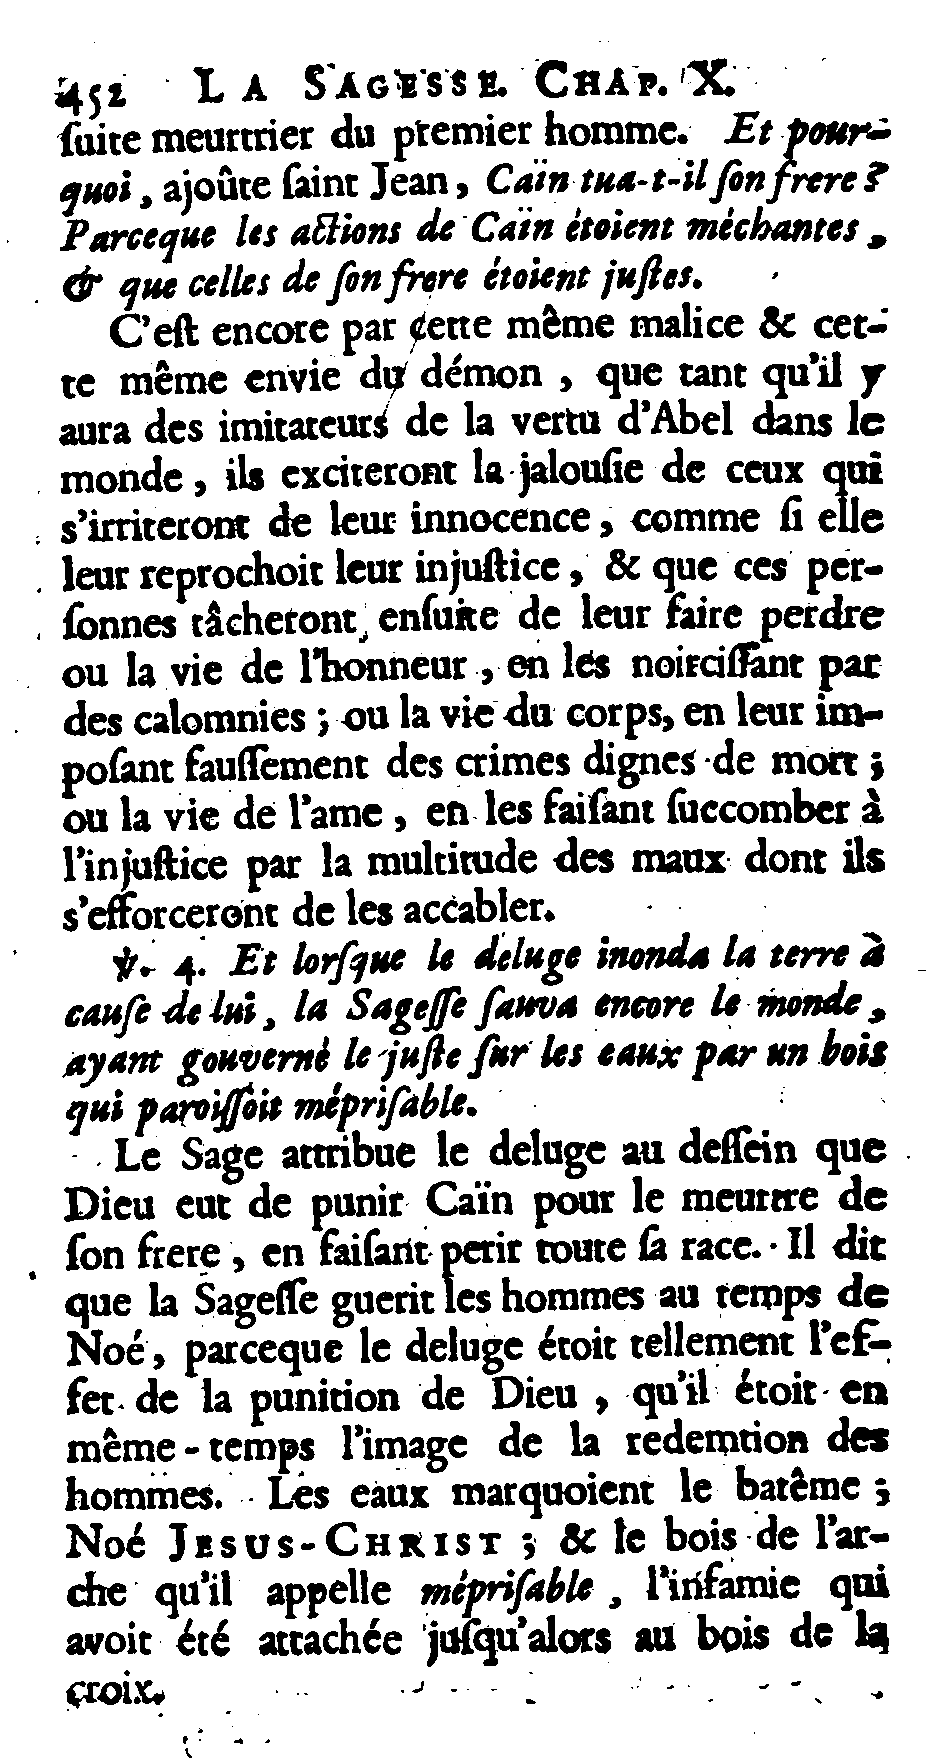 452 LA SAGESSE. CHAP. X.
ſuite meurtrier du premier homme. Et pour-
quoi, ajoûte ſaint Jean, Caïn tua-t-il ſon frere?
Parceque les actions de Caïn étoient méchantes,
& que celles de ſon frere étoient juſtes.
C'eſt encore par cette même malice & cet-
te même envie du démon, que tant qu'il y
aura des imitateurs de la vertu d'Abel dans le
monde, ils exciteront la jalouſie de ceux qui
s'irriteront de leur innocence, comme ſi elle
leur reprochoit leur injuſtice, & que ces per-
ſonnes tâcheront enſuite de leur faire perdre
ou la vie de l'honneur, en les noirciſſant par
des calomnies; ou la vie du corps, en leur im-
poſant fauſſement des crimes dignes de mort;
ou la vie de l'ame, en les faiſant ſuccomber à
l'injuſtice par la multitude des maux dont ils
s'efforceront de les accabler.
℣. 4. Et lorſque le deluge inonda la terre à
cauſe de lui, la Sageſſe ſauva encore le monde,
ayant gouverné le juſte ſur les eaux par un bois
qui paroiſſoit mépriſable.
Le Sage attribue le deluge au deſſein que
Dieu eut de punir Caïn pour le meurtre de
ſon frere, en faiſant perir toute ſa race. Il dit
que la Sageſſe guerit les hommes au temps de
Noé, parceque le deluge étoit tellement l'ef-
fet de la punition de Dieu, qu'il étoit en
même-temps l'image de la redemtion des
hommes. Les eaux marquoient le batême;
Noé JESUS-CHRIST; & le bois de l'ar-
che qu'il appelle mépriſable, l'infamie qui
avoit été attachée juſqu'alors au bois de la
croix.